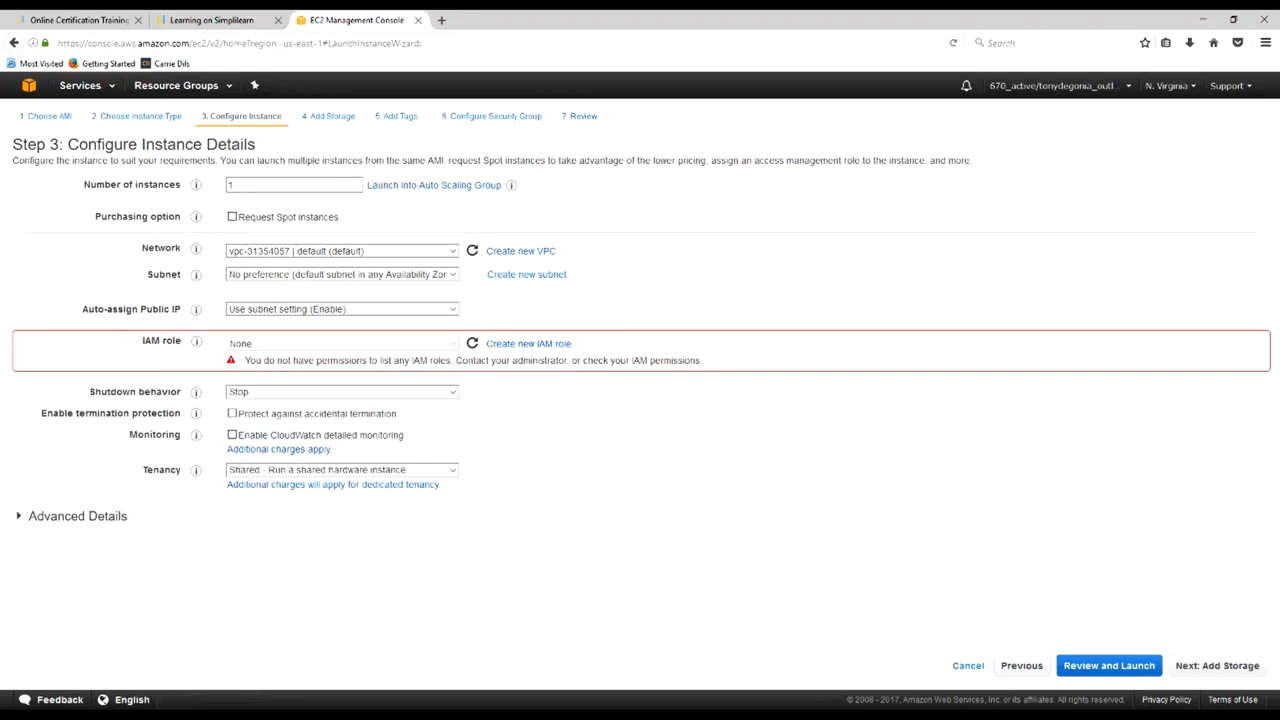 Online Certification Training
Learning on Simplilearn
EC2 Management Console
https://console.aws.amazon.com/ec2/v2/home?region=us-east-1#LaunchInstanceWizard:
Search
Most Visited
Getting Started
Carrie Dils
Services
Resource Groups
670_active/tonydegonia_outl...
N. Virginia
Support
1 Choose AMI
2 Choose Instance Type
3. Configure Instance
4 Add Storage
5 Add Tags
6 Configure Security Group
7 Review
Step 3: Configure Instance Details
Configure the instance to suit your requirements. You can launch multiple instances from the same AMI, request Spot instances to take advantage of the lower pricing, assign an access management role to the instance, and more.
Number of instances
1
Launch into Auto Scaling Group
Purchasing option
Request Spot instances
Network
vpc-31354057 | default (default)
Create new VPC
Subnet
No preference (default subnet in any Availability Zor
Create new subnet
Auto-assign Public IP
Use subnet setting (Enable)
IAM role
None
Create new IAM role
You do not have permissions to list any IAM roles. Contact your administrator, or check your IAM permissions.
Shutdown behavior
Stop
Enable termination protection
Protect against accidental termination
Monitoring
Enable CloudWatch detailed monitoring
Additional charges apply.
Tenancy
Shared - Run a shared hardware instance
Additional charges will apply for dedicated tenancy.
Advanced Details
Cancel
Previous
Review and Launch
Next: Add Storage
Feedback
English
© 2008 - 2017, Amazon Web Services, Inc. or its affiliates. All rights reserved.
Privacy Policy
Terms of Use